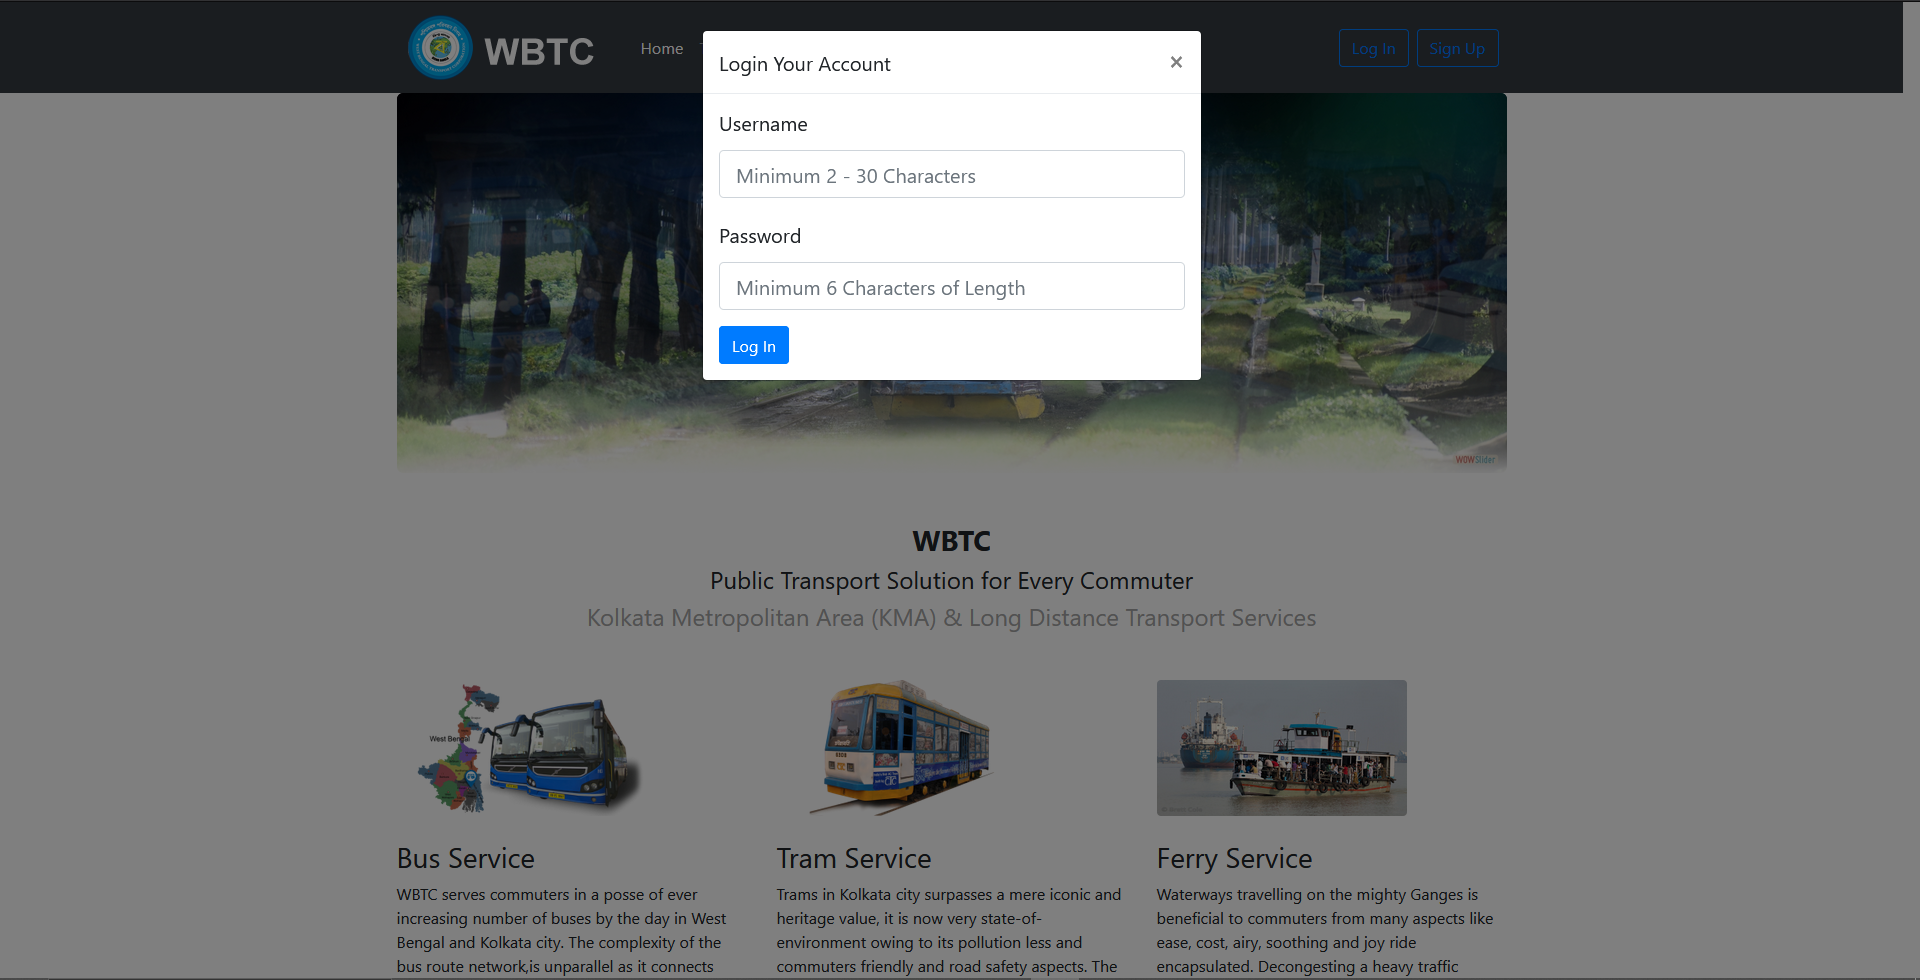 WBTC
Home
Log In
Sign Up
Login Your Account
×
Username
Minimum 2 - 30 Characters
Password
Minimum 6 Characters of Length
Log In
WOWSlider
WBTC
Public Transport Solution for Every Commuter
Kolkata Metropolitan Area (KMA) & Long Distance Transport Services
West Bengal
Bus Service
WBTC serves commuters in a posse of ever
increasing number of buses by the day in West
Bengal and Kolkata city. The complexity of the
bus route network,is unparallel as it connects
Tram Service
Trams in Kolkata city surpasses a mere iconic and
heritage value, it is now very state-of-
environment owing to its pollution less and
commuters friendly and road safety aspects. The
Ferry Service
Waterways travelling on the mighty Ganges is
beneficial to commuters from many aspects like
ease, cost, airy, soothing and joy ride
encapsulated. Decongesting a heavy traffic